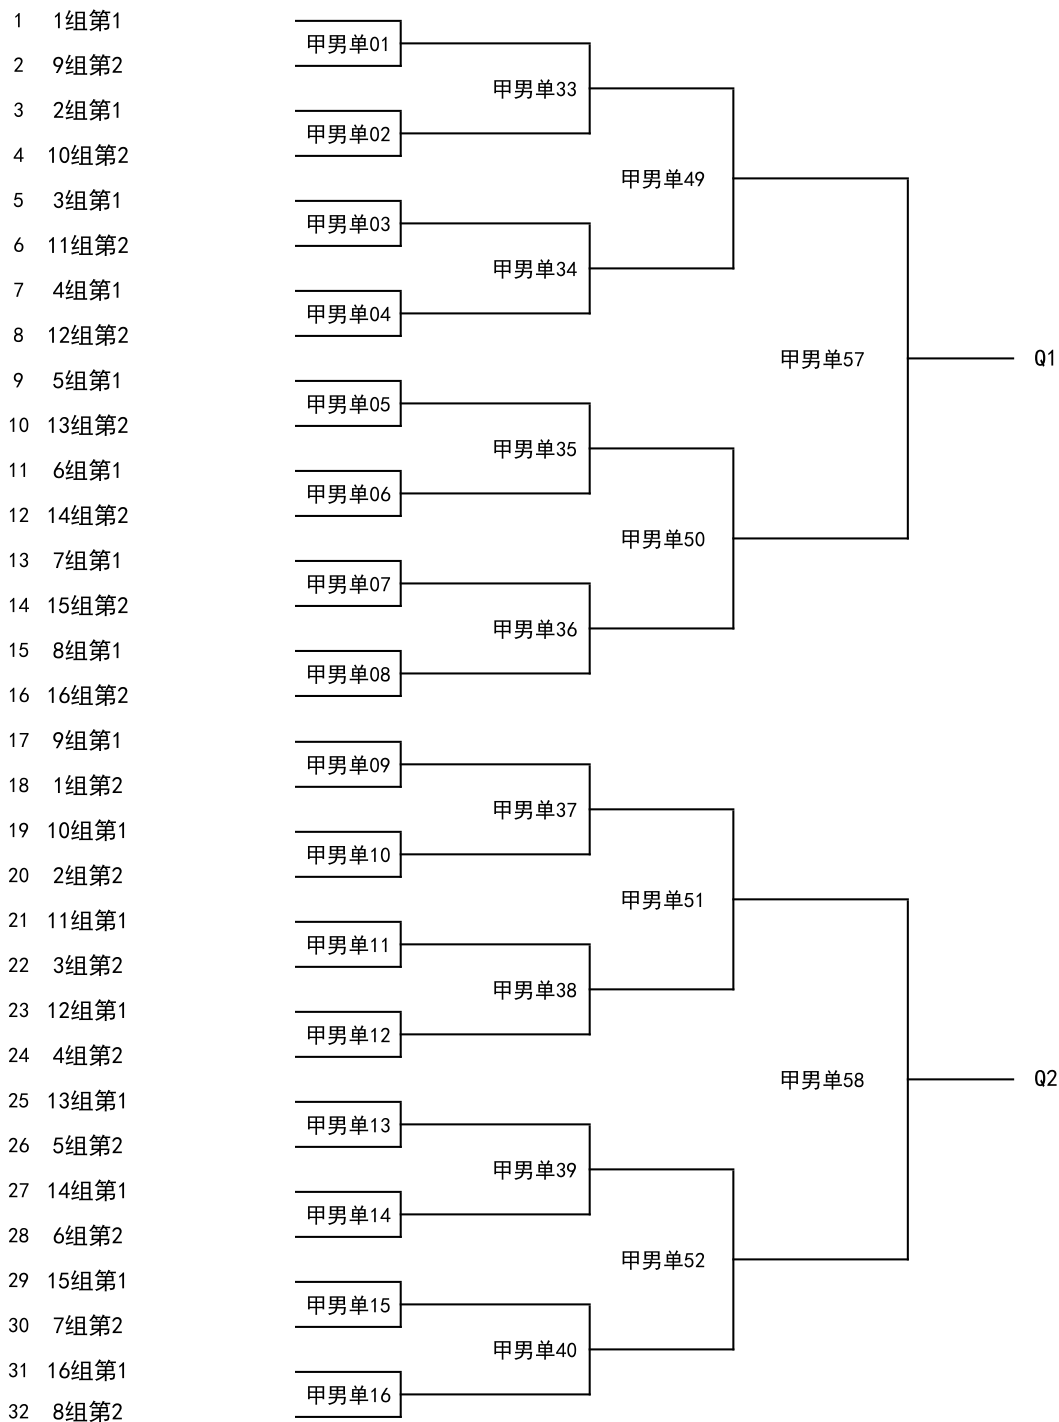 1 1组第1
甲男单01
2 9组第2
甲男单33
3 2组第1
甲男单02
4 10组第2
甲男单49
5 3组第1
甲男单03
6 11组第2
甲男单34
7 4组第1
甲男单04
8 12组第2
甲男单57 Q1
9 5组第1
甲男单05
10 13组第2
甲男单35
11 6组第1
甲男单06
12 14组第2
甲男单50
13 7组第1
甲男单07
14 15组第2
甲男单36
15 8组第1
甲男单08
16 16组第2
17 9组第1
甲男单09
18 1组第2
甲男单37
19 10组第1
甲男单10
20 2组第2
甲男单51
21 11组第1
甲男单11
22 3组第2
甲男单38
23 12组第1
甲男单12
24 4组第2
甲男单58 Q2
25 13组第1
甲男单13
26 5组第2
甲男单39
27 14组第1
甲男单14
28 6组第2
甲男单52
29 15组第1
甲男单15
30 7组第2
甲男单40
31 16组第1
甲男单16
32 8组第2